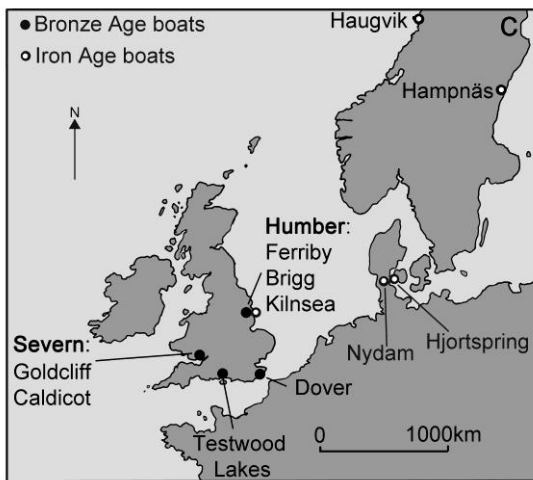 ● Bronze Age boats
○ Iron Age boats
C
Haugvik
Hampnäs
N
Humber:
Ferriby
Brigg
Kilnsea
Severn:
Goldcliff
Caldicot
Nydam
Hjortspring
Dover
Testwood
Lakes
0 1000km